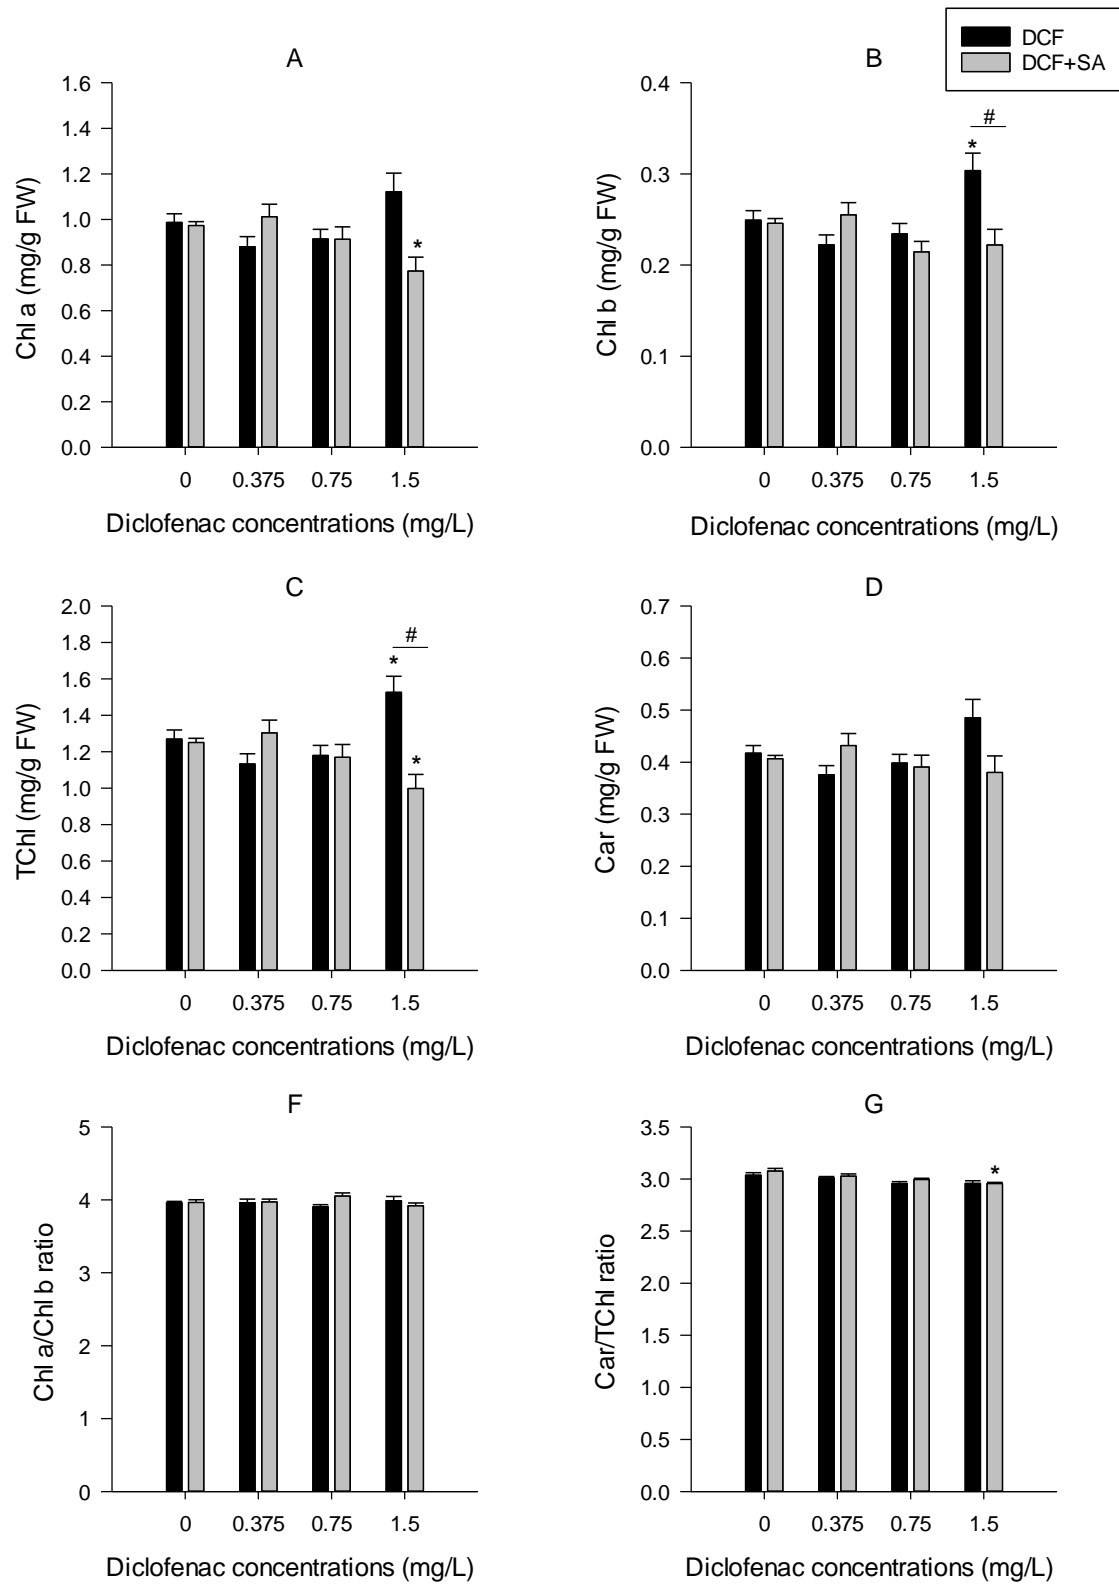 DCF
DCF+SA
A
Chl a (mg/g FW)
1.6
1.4
1.2
1.0
0.8
0.6
0.4
0.2
0.0
*
0 0.375 0.75 1.5
Diclofenac concentrations (mg/L)
B
Chl b (mg/g FW)
0.4
0.3
0.2
0.1
0.0
#
*
0 0.375 0.75 1.5
Diclofenac concentrations (mg/L)
C
TChl (mg/g FW)
2.0
1.8
1.6
1.4
1.2
1.0
0.8
0.6
0.4
0.2
0.0
#
*
*
0 0.375 0.75 1.5
Diclofenac concentrations (mg/L)
D
Car (mg/g FW)
0.7
0.6
0.5
0.4
0.3
0.2
0.1
0.0
0 0.375 0.75 1.5
Diclofenac concentrations (mg/L)
F
Chl a/Chl b ratio
5
4
3
2
1
0
0 0.375 0.75 1.5
Diclofenac concentrations (mg/L)
G
Car/TChl ratio
3.5
3.0
2.5
2.0
1.5
1.0
0.5
0.0
*
0 0.375 0.75 1.5
Diclofenac concentrations (mg/L)